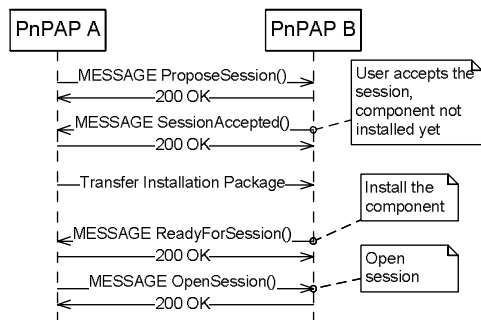 PnPAP A
PnPAP B
MESSAGE ProposeSession()
200 OK
User accepts the
session,
component not
installed yet
MESSAGE SessionAccepted()
200 OK
Transfer Installation Package
Install the
component
MESSAGE ReadyForSession()
200 OK
Open
session
MESSAGE OpenSession()
200 OK